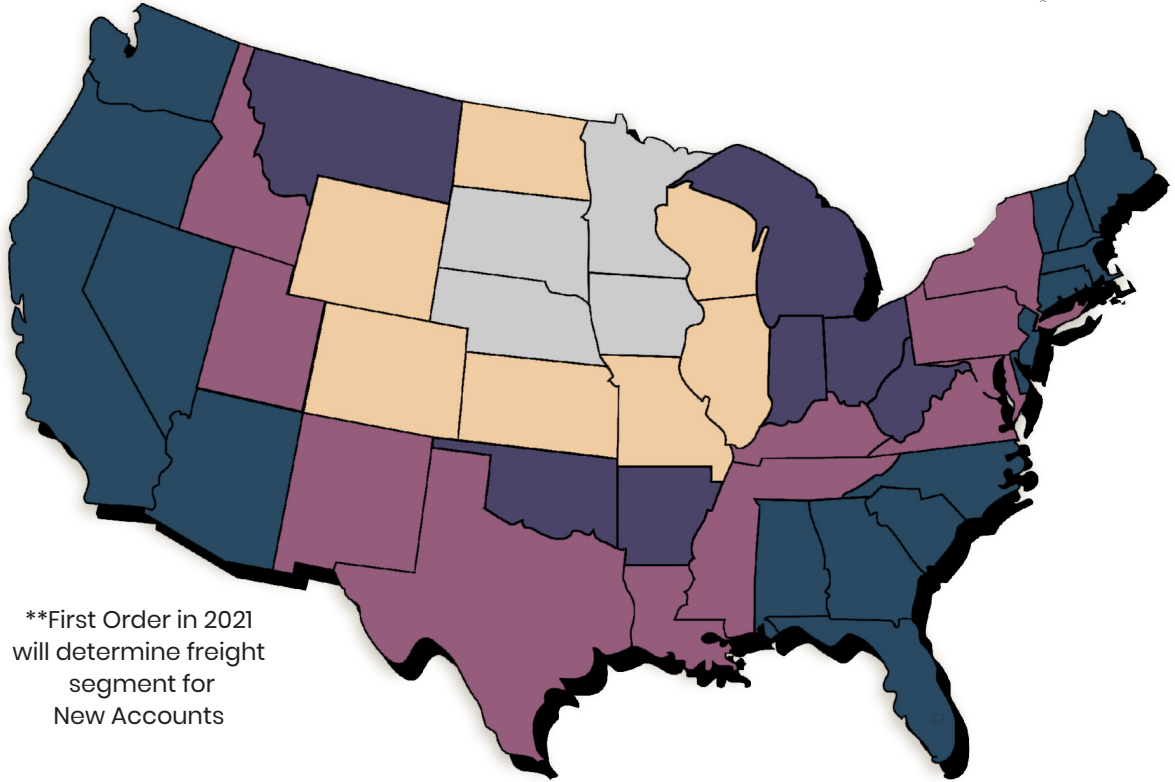 **First Order in 2021
will determine freight
segment for
New Accounts